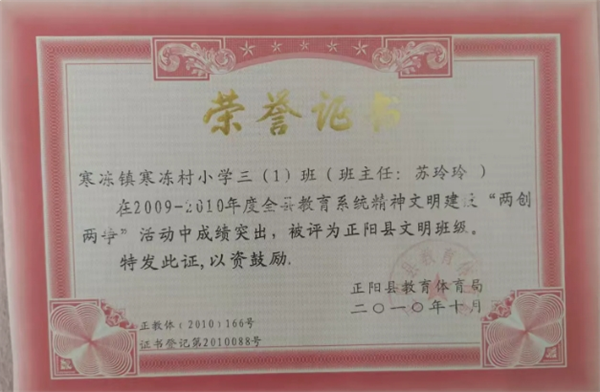 荣誉证书
寒冻镇寒冻村小学三（1）班（班主任：苏玲玲 ）
在2009-2010年度全县教育系统精神文明建设“两创
两争”活动中成绩突出，被评为正阳县文明班级。
特发此证，以资鼓励。
正阳县教育体育局
二〇一〇年十月
正教体（2010）166号
证书登记第2010088号